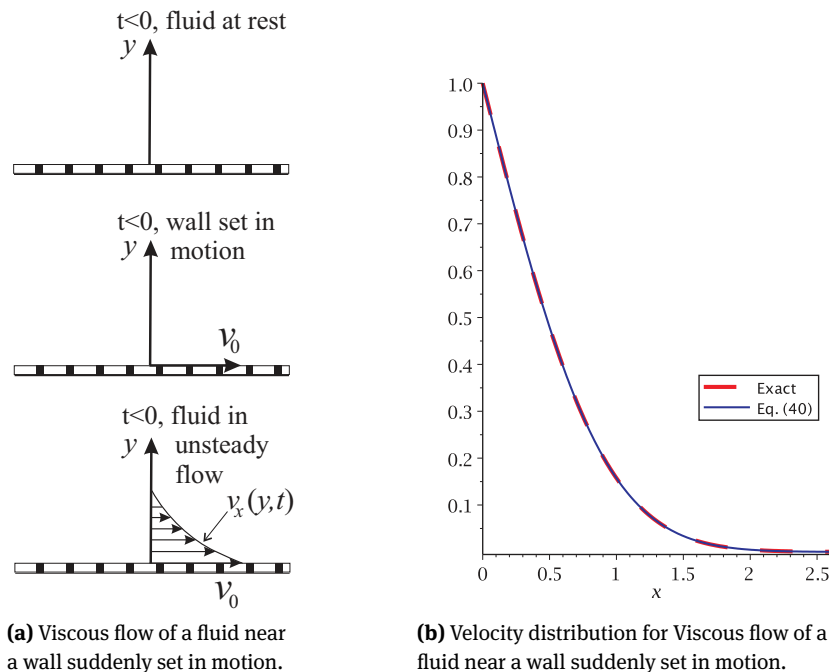 t<0, fluid at rest
y
t<0, wall set in
y
motion
v0
t<0, fluid in
y
unsteady
flow
vx(y,t)
v0
(a) Viscous flow of a fluid near
a wall suddenly set in motion.
1.0
0.9
0.8
0.7
0.6
0.5
0.4
0.3
0.2
0.1
Exact
Eq. (40)
0 0.5 1 1.5 2 2.5
x
(b) Velocity distribution for Viscous flow of a
fluid near a wall suddenly set in motion.